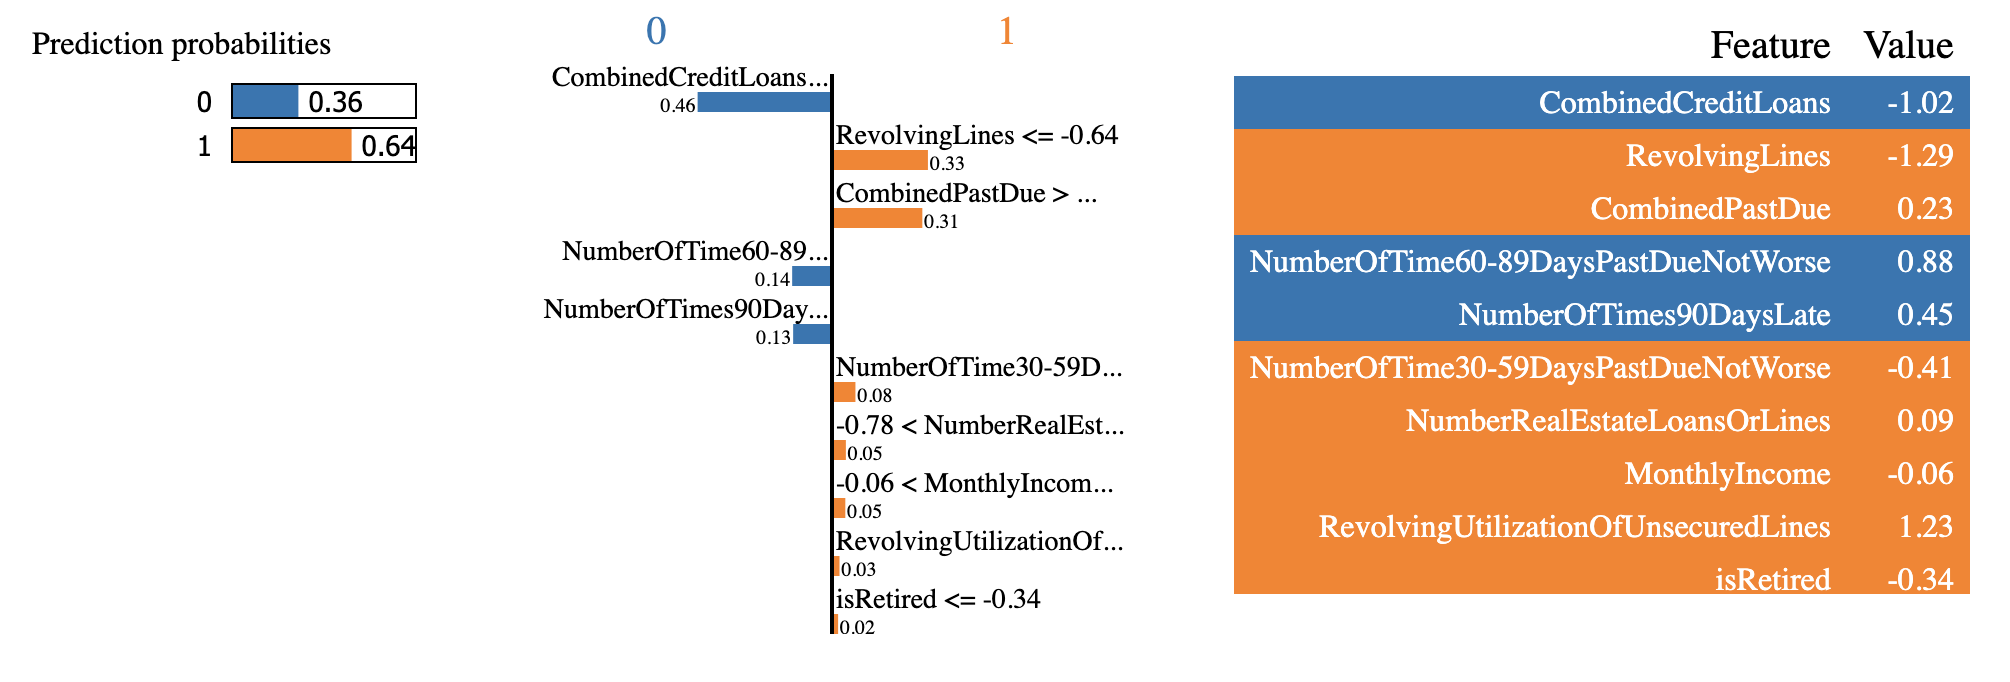 Prediction probabilities
0 0.36
1 0.64
0 1
CombinedCreditLoans...
0.46
RevolvingLines <= -0.64
0.33
CombinedPastDue > ...
0.31
NumberOfTime60-89...
0.14
NumberOfTimes90Day...
0.13
NumberOfTime30-59D...
0.08
-0.78 < NumberRealEst...
0.05
-0.06 < MonthlyIncom...
0.05
RevolvingUtilizationOf...
0.03
isRetired <= -0.34
0.02
Feature Value
CombinedCreditLoans -1.02
RevolvingLines -1.29
CombinedPastDue 0.23
NumberOfTime60-89DaysPastDueNotWorse 0.88
NumberOfTimes90DaysLate 0.45
NumberOfTime30-59DaysPastDueNotWorse -0.41
NumberRealEstateLoansOrLines 0.09
MonthlyIncome -0.06
RevolvingUtilizationOfUnsecuredLines 1.23
isRetired -0.34